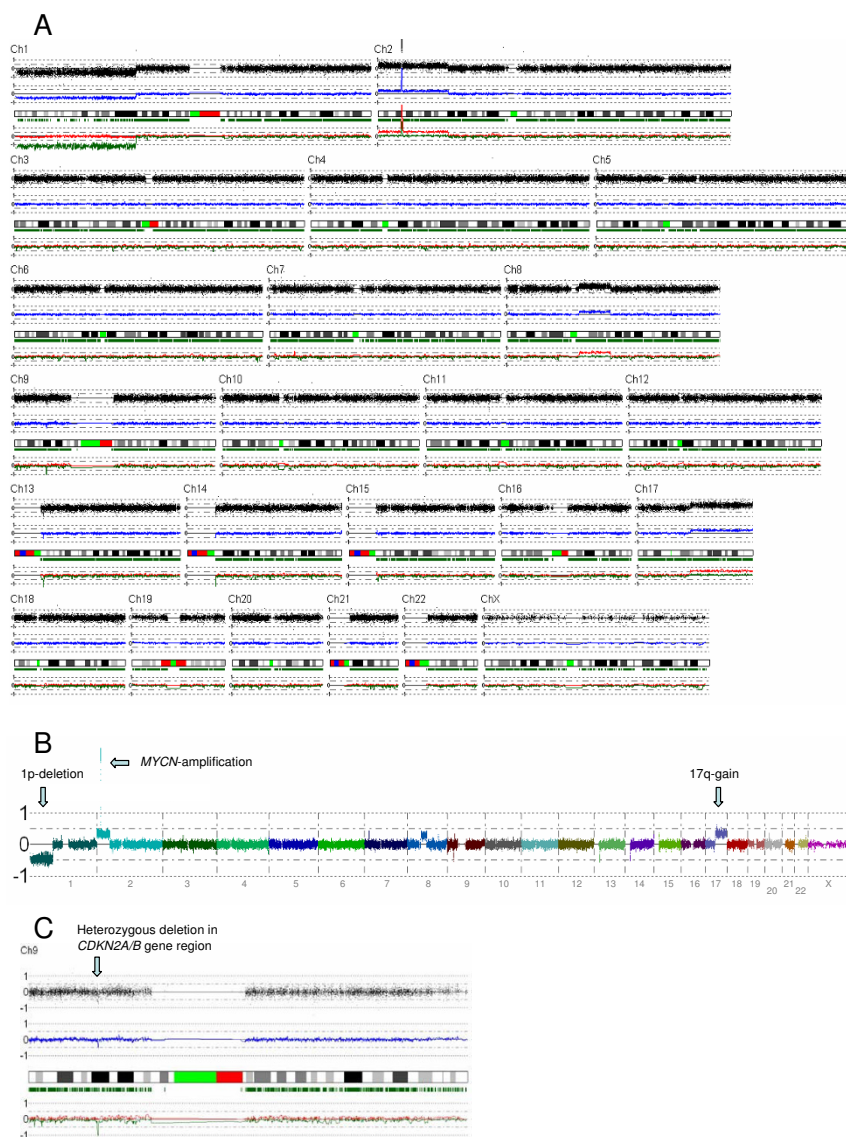 A
Ch1 Ch2
Ch3 Ch4 Ch5
Ch6 Ch7 Ch8
Ch9 Ch10 Ch11 Ch12
Ch13 Ch14 Ch15 Ch16 Ch17
Ch18 Ch19 Ch20 Ch21 Ch22 ChX
B
MYCN-amplification
1p-deletion 17q-gain
1
0
-1
1 2 3 4 5 6 7 8 9 10 11 12 13 14 15 16 17 18 19 20 21 22 X
C
Heterozygous deletion in
CDKN2A/B gene region
Ch9
1
0
-1
1
0
-1
1
0
-1